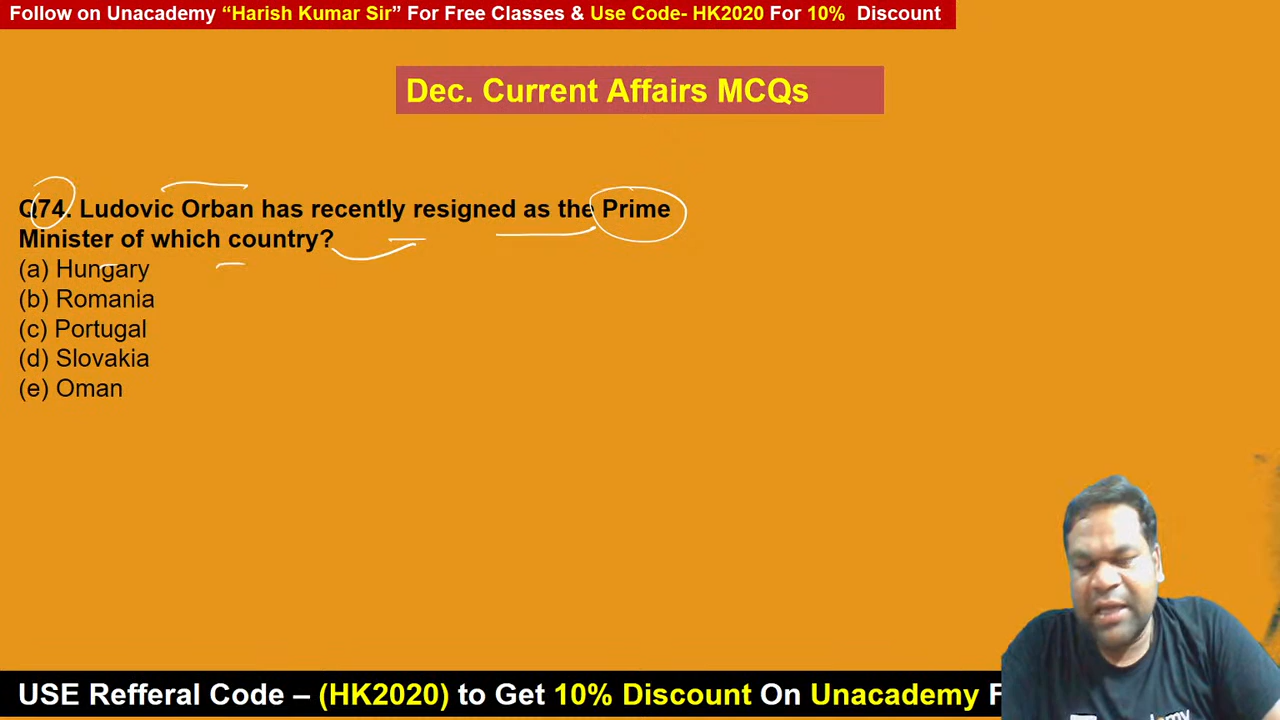 Follow on Unacademy “Harish Kumar Sir” For Free Classes & Use Code- HK2020 For 10% Discount
Dec. Current Affairs MCQs
Q74. Ludovic Orban has recently resigned as the Prime
Minister of which country?
(a) Hungary
(b) Romania
(c) Portugal
(d) Slovakia
(e) Oman
USE Refferal Code – (HK2020) to Get 10% Discount On Unacademy F